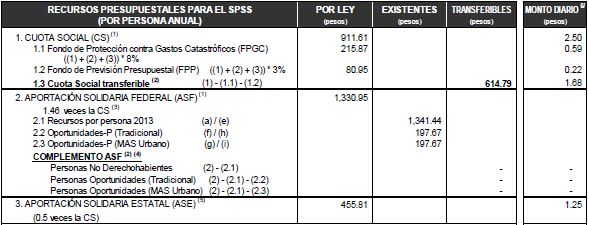 RECURSOS PRESUPUESTALES PARA EL SPSS (POR PERSONA ANUAL) POR LEY (pesos) EXISTENTES (pesos) TRANSFERIBLES (pesos) MONTO DIARIO 6/ (pesos)
1. CUOTA SOCIAL (CS) (1) 911.61 2.50
1.1 Fondo de Protección contra Gastos Catastróficos (FPGC) 215.87 0.59
((1) + (2) + (3)) * 8%
1.2 Fondo de Previsión Presupuestal (FPP) ((1) + (2) + (3)) * 3% 80.95 0.22
1.3 Cuota Social transferible (2) (1) - (1.1) - (1.2) 614.79 1.68
2. APORTACIÓN SOLIDARIA FEDERAL (ASF) (1) 1,330.95
1.46 veces la CS (3)
2.1 Recursos por persona 2013 (a) / (e) 1,341.44
2.2 Oportunidades-P (Tradicional) (f) / (h) 197.67
2.3 Oportunidades-P (MAS Urbano) (g) / (i) 197.67
COMPLEMENTO ASF (2) (4)
Personas No Derechohabientes (2) - (2.1) - -
Personas Oportunidades (Tradicional) (2) - (2.1) - (2.2) - -
Personas Oportunidades (MAS Urbano) (2) - (2.1) - (2.3) - -
3. APORTACIÓN SOLIDARIA ESTATAL (ASE) (5) 455.81 1.25
(0.5 veces la CS)